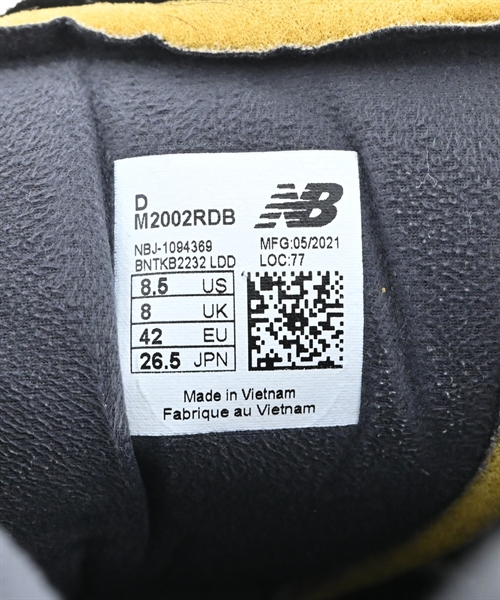 D
M2002RDB
NB
NBJ-1094369
MFG:05/2021
BNTKB2232 LDD
LOC:77
8.5 US
8 UK
42 EU
26.5 JPN
Made in Vietnam
Fabrique au Vietnam